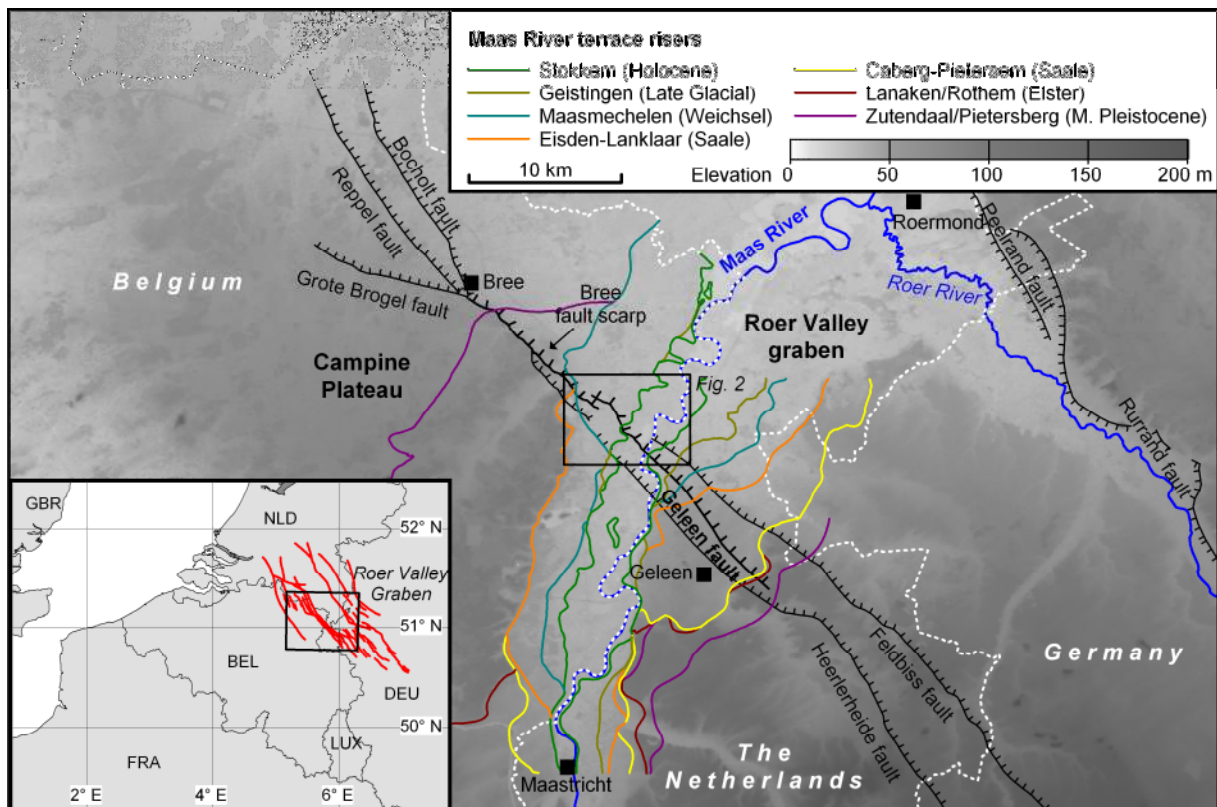 Maas River terrace risers
Stokkem (Holocene)
Geistingen (Late Glacial)
Maasmechelen (Weichsel)
Eisden-Lanklaar (Saale)
Caberg-Pietersem (Saale)
Lanaken/Rothem (Elster)
Zutendaal/Pietersberg (M. Pleistocene)
10 km
Elevation
0
50
100
150
200 m
Bocholt fault
Reppel fault
Grote Brogel fault
Belgium
Bree
Bree
fault scarp
Campine
Plateau
Maas River
Roermond
Roer River
Peelrand fault
Roer Valley
graben
Fig. 2
Rurrand fault
Geleen fault
Geleen
Feldbiss fault
Heerlerheide fault
Germany
The
Netherlands
Maastricht
GBR
NLD
52° N
Roer Valley
Graben
51° N
BEL
DEU
50° N
LUX
FRA
2° E
4° E
6° E